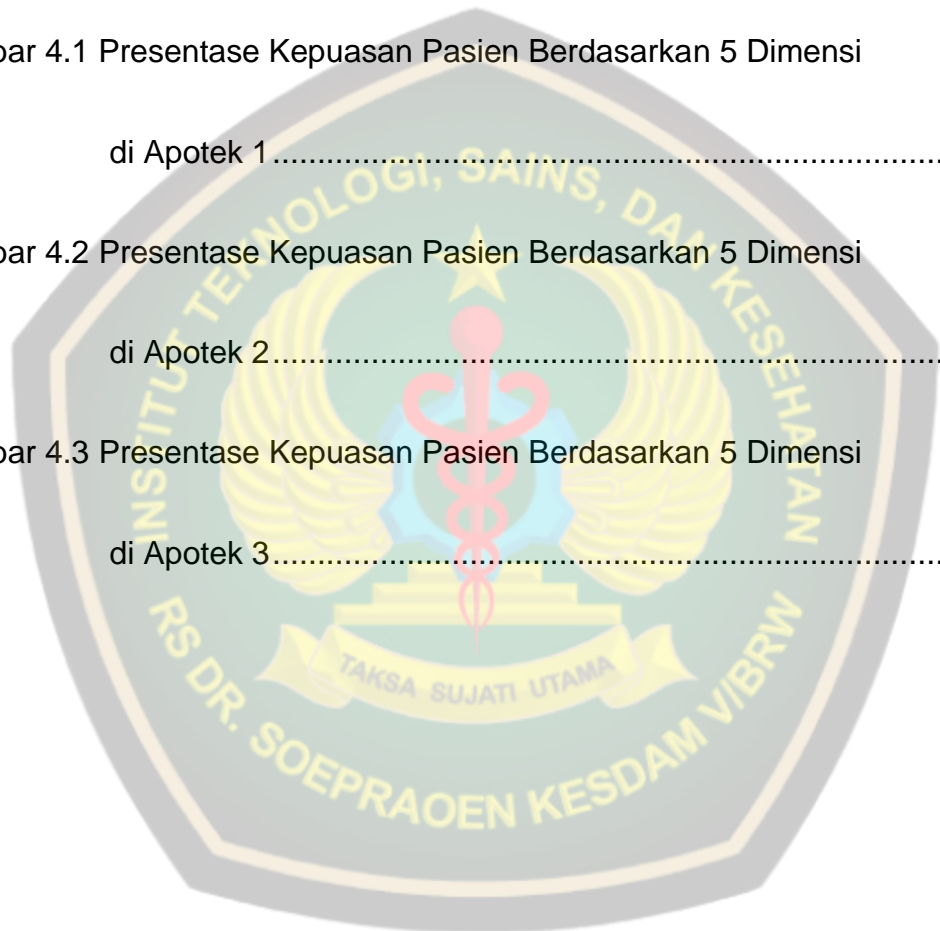 bar 4.1 Presentase Kepuasan Pasien Berdasarkan 5 Dimensi
di Apotek 1..........................................................................
bar 4.2 Presentase Kepuasan Pasien Berdasarkan 5 Dimensi
di Apotek 2..........................................................................
bar 4.3 Presentase Kepuasan Pasien Berdasarkan 5 Dimensi
di Apotek 3..........................................................................
INSTITUT TEKNOLOGI, SAINS, DAN KESEHATAN
TAKSA SUJATI UTAMA
RS DR. SOEPRAOEN KESDAM V/BRW